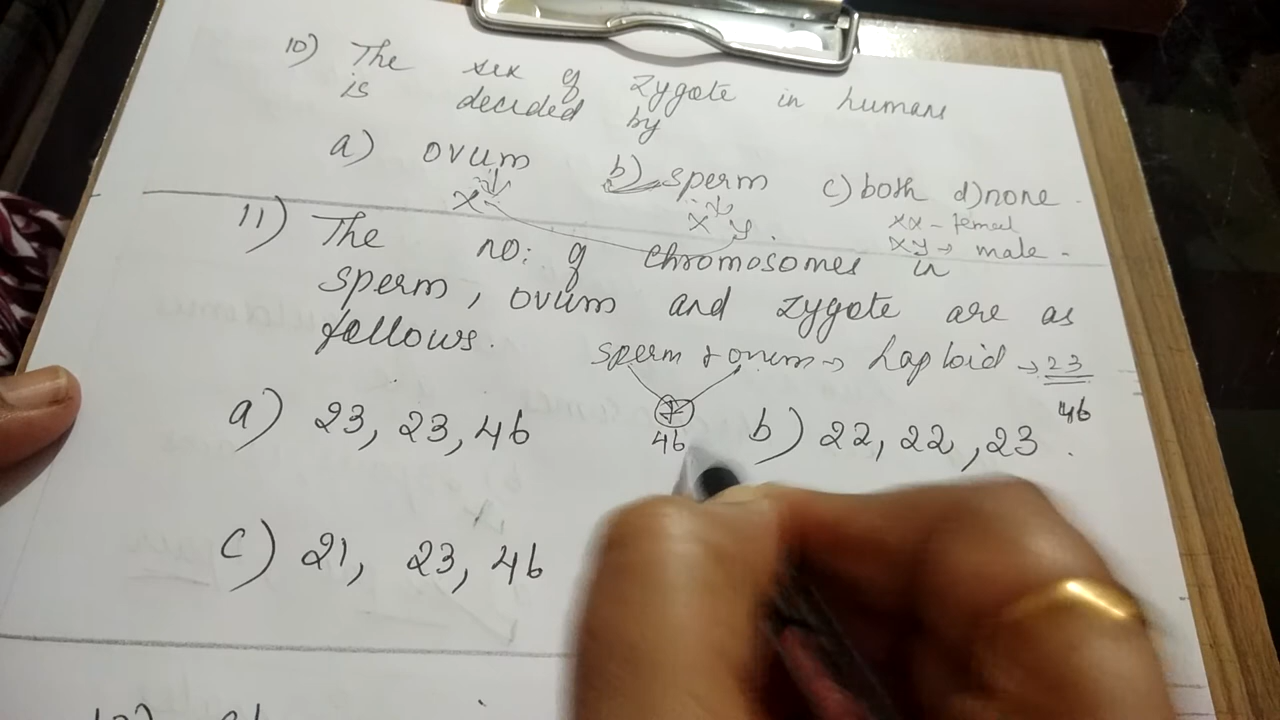 10) The sex of zygote in humans
is decided by
a) ovum b) sperm c) both d) none.
X X Y. XX - femal
XY → male -
11) The no: of chromosomes in
sperm, ovum and zygote are as
follows.
sperm + ovum → haploid → 23
46
46
a) 23, 23, 46 b) 22, 22, 23.
c) 21, 23, 46